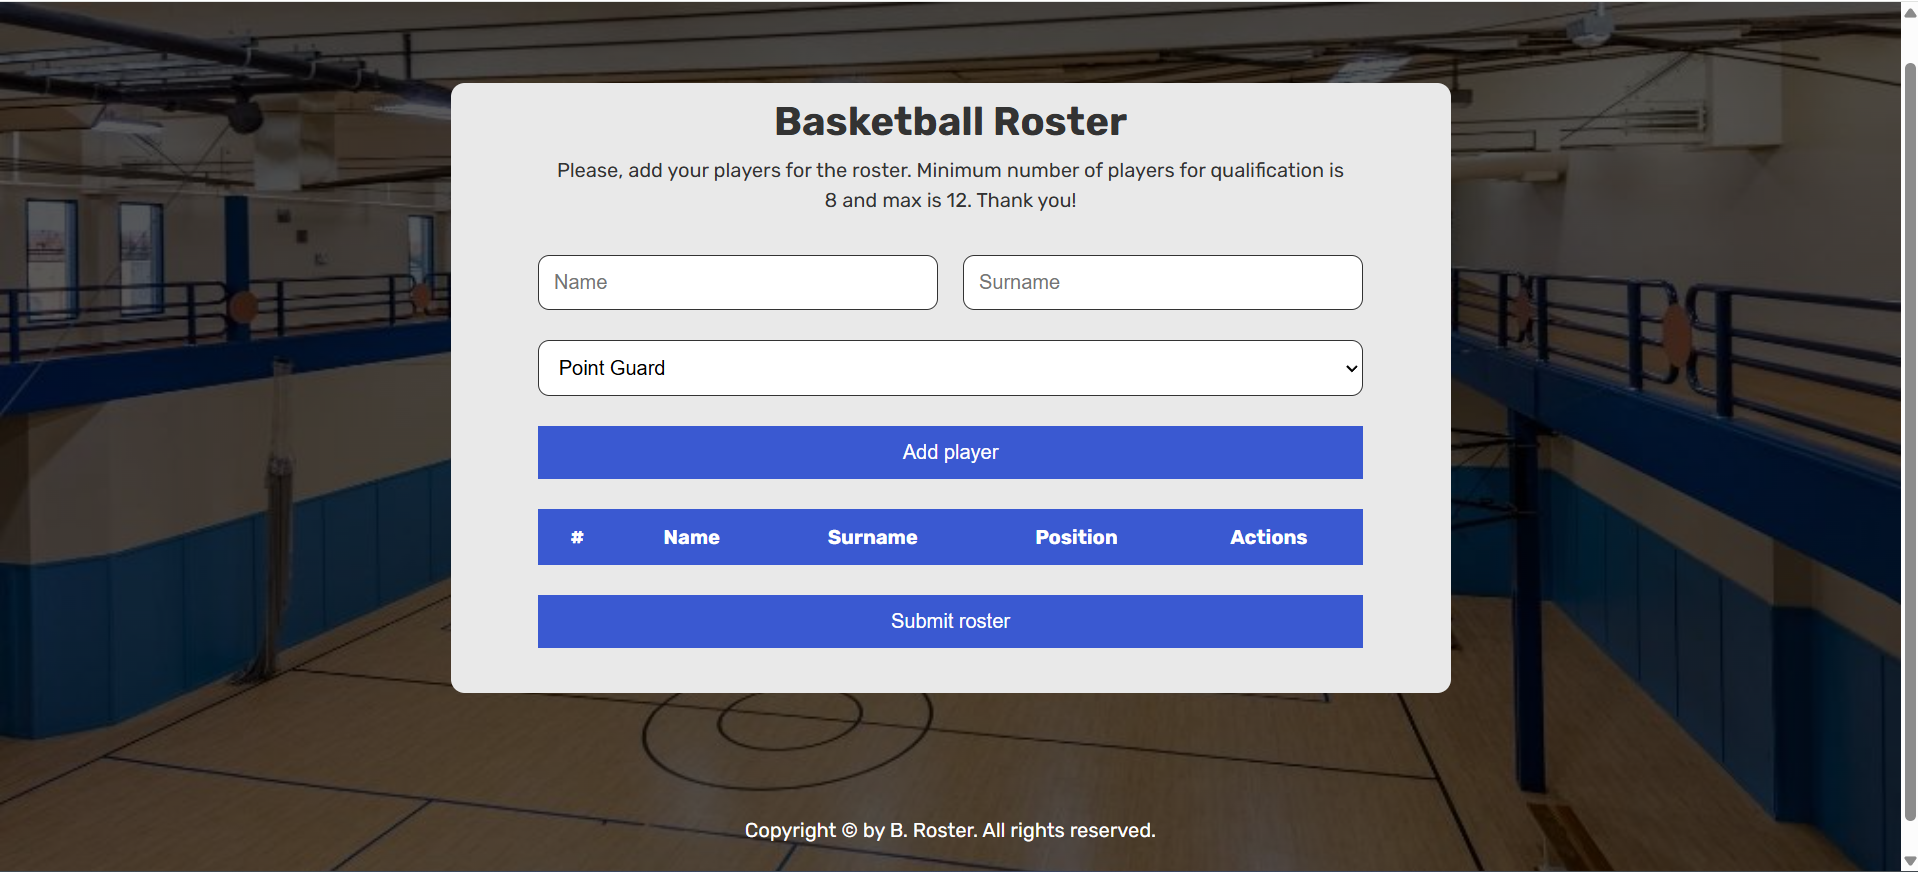 Basketball Roster
Please, add your players for the roster. Minimum number of players for qualification is
8 and max is 12. Thank you!
Name Surname
Point Guard
Add player
# Name Surname Position Actions
Submit roster
Copyright © by B. Roster. All rights reserved.